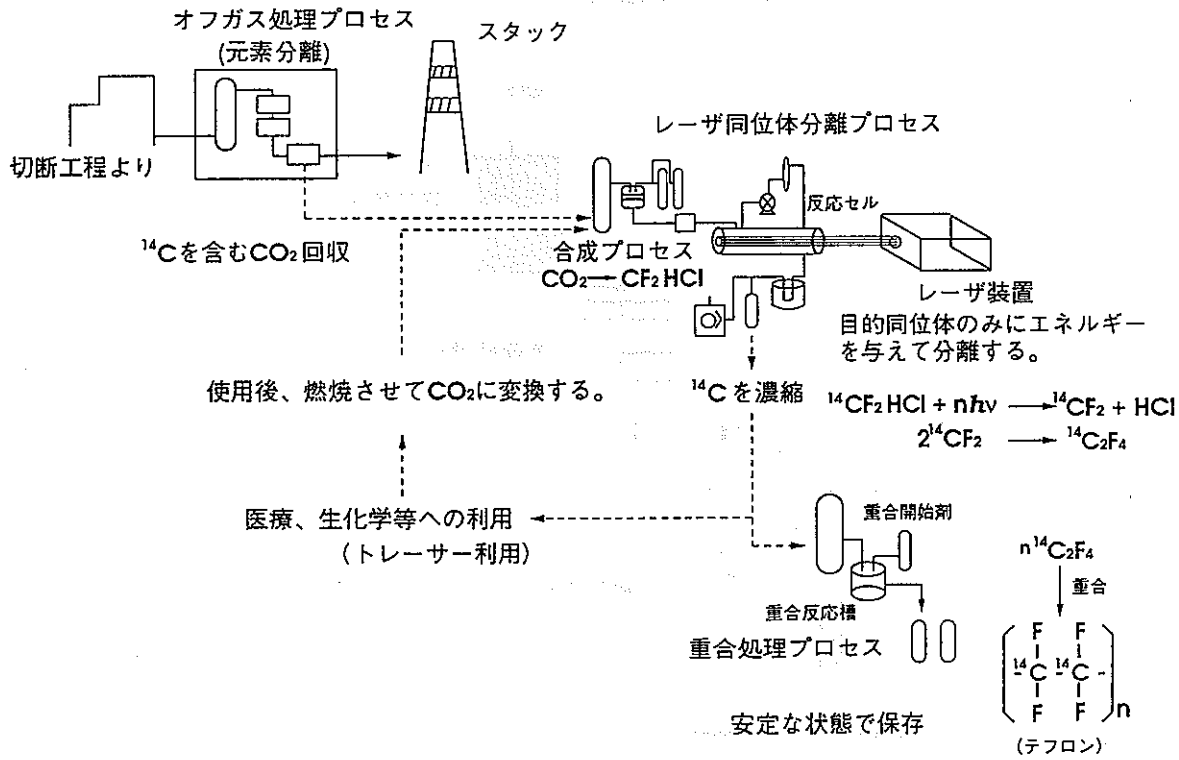 オフガス処理プロセス
(元素分離)
スタック
切断工程より
¹⁴Cを含むCO₂回収
レーザ同位体分離プロセス
反応セル
合成プロセス
CO₂→CF₂HCl
レーザ装置
目的同位体のみにエネルギー
を与えて分離する。
使用後、燃焼させてCO₂に変換する。
¹⁴Cを濃縮
¹⁴CF₂HCl + nhν → ¹⁴CF₂ + HCl
2¹⁴CF₂ → ¹⁴C₂F₄
医療、生化学等への利用
(トレーサー利用)
重合開始剤
重合反応槽
重合処理プロセス
安定な状態で保存
n¹⁴C₂F₄
重合
F F
-¹⁴C-¹⁴C-
F F n
(テフロン)